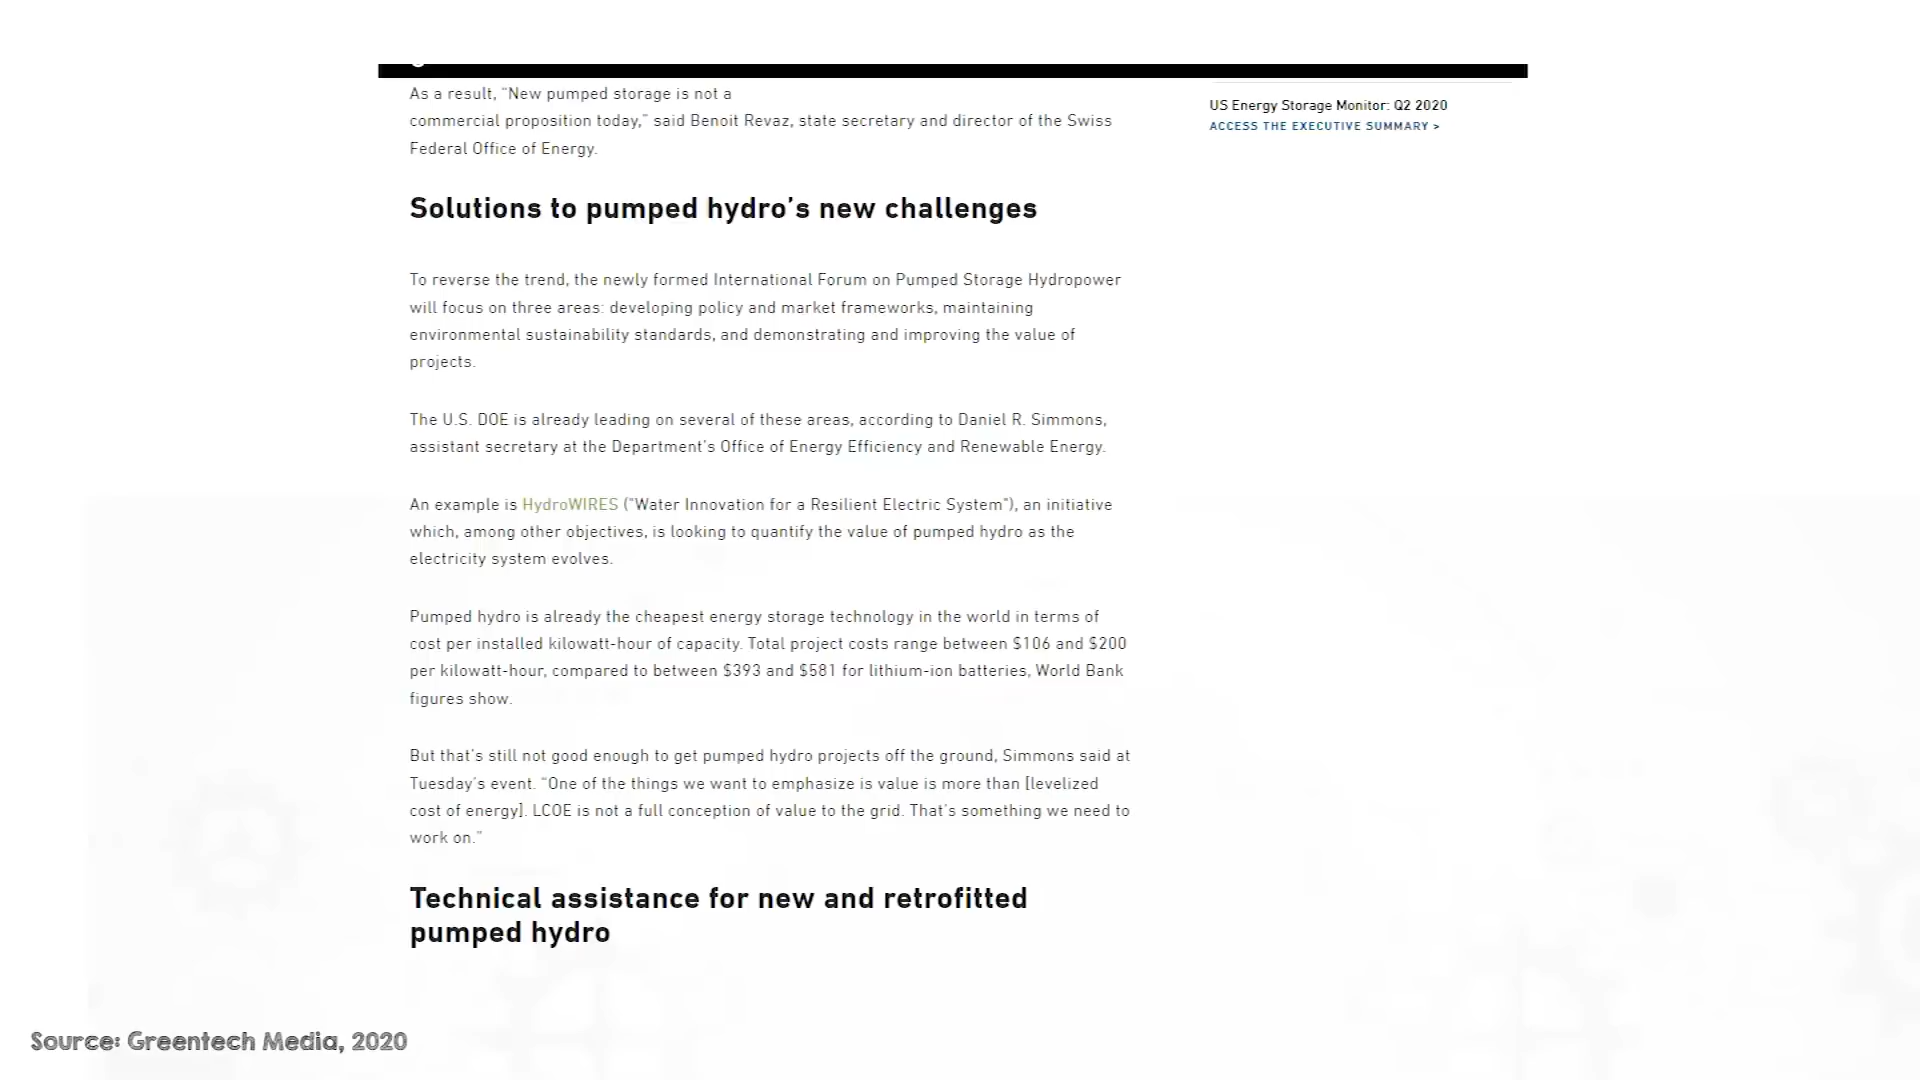 As a result, “New pumped storage is not a
commercial proposition today,” said Benoit Revaz, state secretary and director of the Swiss
Federal Office of Energy.
US Energy Storage Monitor: Q2 2020
ACCESS THE EXECUTIVE SUMMARY >
Solutions to pumped hydro’s new challenges
To reverse the trend, the newly formed International Forum on Pumped Storage Hydropower
will focus on three areas: developing policy and market frameworks, maintaining
environmental sustainability standards, and demonstrating and improving the value of
projects.
The U.S. DOE is already leading on several of these areas, according to Daniel R. Simmons,
assistant secretary at the Department’s Office of Energy Efficiency and Renewable Energy.
An example is HydroWIRES ("Water Innovation for a Resilient Electric System"), an initiative
which, among other objectives, is looking to quantify the value of pumped hydro as the
electricity system evolves.
Pumped hydro is already the cheapest energy storage technology in the world in terms of
cost per installed kilowatt-hour of capacity. Total project costs range between $106 and $200
per kilowatt-hour, compared to between $393 and $581 for lithium-ion batteries, World Bank
figures show.
But that’s still not good enough to get pumped hydro projects off the ground, Simmons said at
Tuesday’s event. “One of the things we want to emphasize is value is more than [levelized
cost of energy]. LCOE is not a full conception of value to the grid. That’s something we need to
work on.”
Technical assistance for new and retrofitted
pumped hydro
Source: Greentech Media, 2020